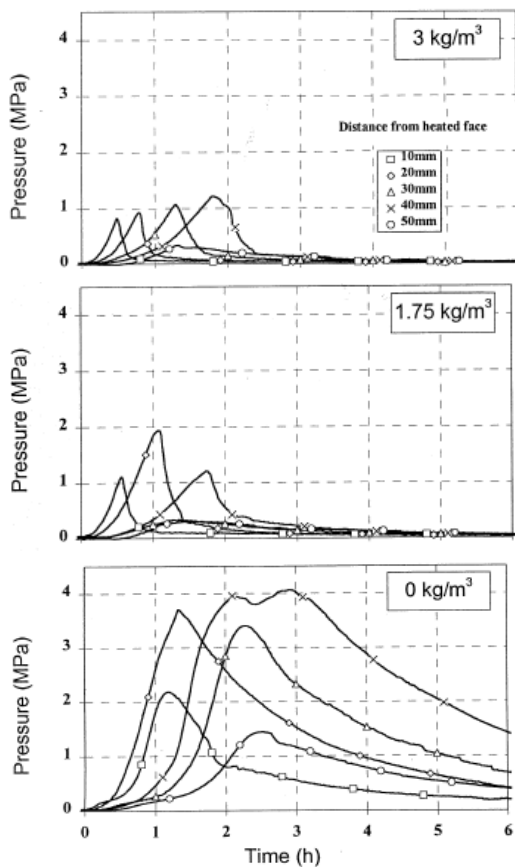 3 kg/m³
Pressure (MPa)
4
3
2
1
0
Distance from heated face
10mm
20mm
30mm
40mm
50mm
1.75 kg/m³
Pressure (MPa)
4
3
2
1
0
0 kg/m³
Pressure (MPa)
4
3
2
1
0
0 1 2 3 4 5 6
Time (h)